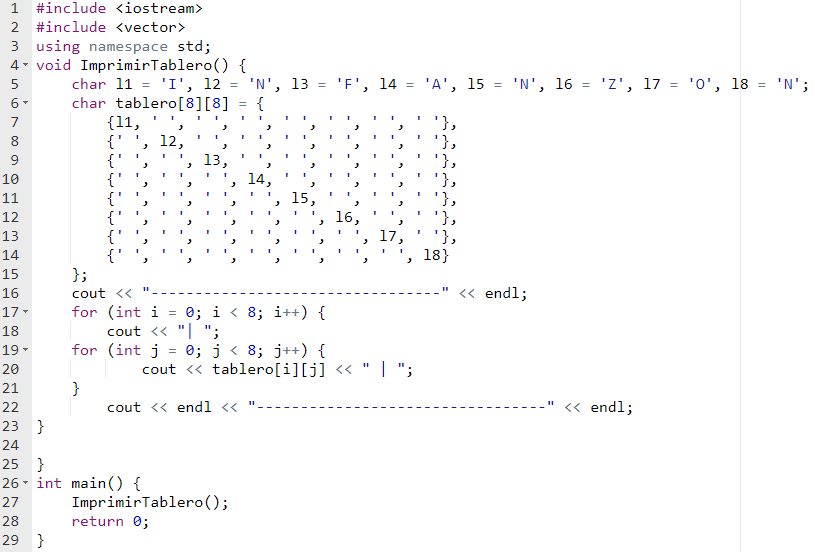 1 #include <iostream>
2 #include <vector>
3 using namespace std;
4 void ImprimirTablero() {
5     char l1 = 'I', l2 = 'N', l3 = 'F', l4 = 'A', l5 = 'N', l6 = 'Z', l7 = 'O', l8 = 'N';
6     char tablero[8][8] = {
7         {l1, ' ', ' ', ' ', ' ', ' ', ' ', ' '},
8         {' ', l2, ' ', ' ', ' ', ' ', ' ', ' '},
9         {' ', ' ', l3, ' ', ' ', ' ', ' ', ' '},
10         {' ', ' ', ' ', l4, ' ', ' ', ' ', ' '},
11         {' ', ' ', ' ', ' ', l5, ' ', ' ', ' '},
12         {' ', ' ', ' ', ' ', ' ', l6, ' ', ' '},
13         {' ', ' ', ' ', ' ', ' ', ' ', l7, ' '},
14         {' ', ' ', ' ', ' ', ' ', ' ', ' ', l8}
15     };
16     cout << "---------------------------------" << endl;
17     for (int i = 0; i < 8; i++) {
18         cout << "| ";
19     for (int j = 0; j < 8; j++) {
20             cout << tablero[i][j] << " | ";
21     }
22         cout << endl << "---------------------------------" << endl;
23 }
24
25 }
26 int main() {
27     ImprimirTablero();
28     return 0;
29 }